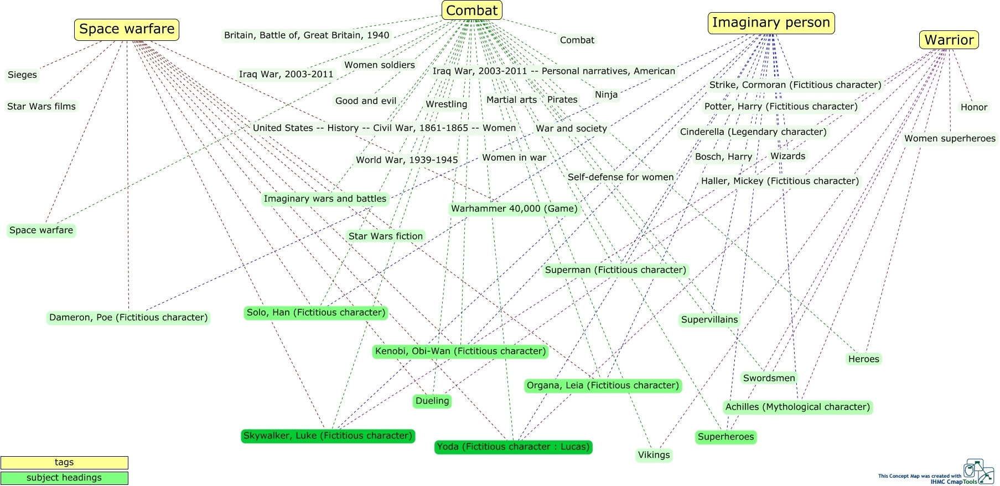 Combat
Space warfare
Imaginary person
Warrior
Britain, Battle of, Great Britain, 1940
Combat
Women soldiers
Iraq War, 2003-2011 -- Personal narratives, American
Sieges
Iraq War, 2003-2011
Strike, Cormoran (Fictitious character)
Ninja
Star Wars films
Good and evil
Wrestling
Martial arts
Pirates
Potter, Harry (Fictitious character)
Honor
United States -- History -- Civil War, 1861-1865 -- Women
War and society
Cinderella (Legendary character)
Women superheroes
World War, 1939-1945
Women in war
Bosch, Harry
Wizards
Self-defense for women
Haller, Mickey (Fictitious character)
Imaginary wars and battles
Warhammer 40,000 (Game)
Space warfare
Star Wars fiction
Superman (Fictitious character)
Dameron, Poe (Fictitious character)
Solo, Han (Fictitious character)
Supervillains
Kenobi, Obi-Wan (Fictitious character)
Heroes
Organa, Leia (Fictitious character)
Swordsmen
Dueling
Achilles (Mythological character)
Skywalker, Luke (Fictitious character)
Yoda (Fictitious character : Lucas)
Superheroes
Vikings
tags
subject headings
This Concept Map was created with
IHMC CmapTools